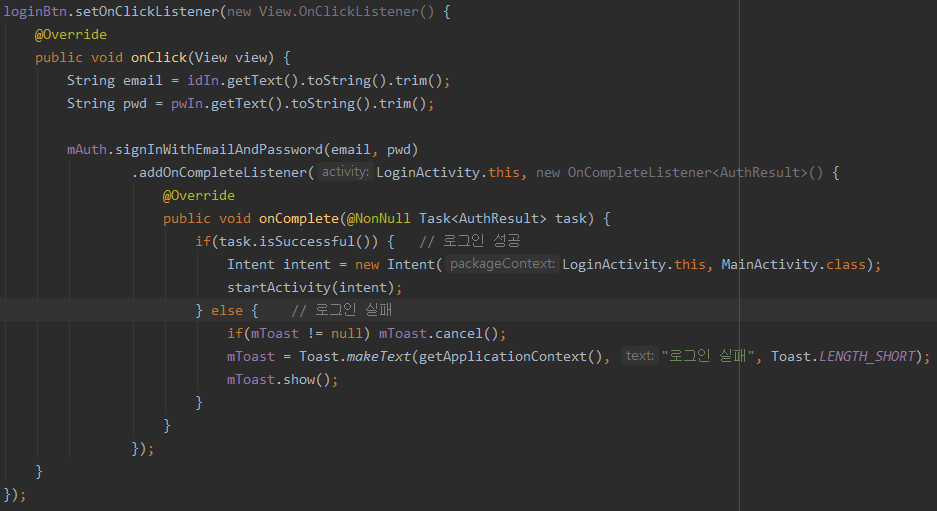 loginBtn.setOnClickListener(new View.OnClickListener() {
@Override
public void onClick(View view) {
String email = idIn.getText().toString().trim();
String pwd = pwIn.getText().toString().trim();
mAuth.signInWithEmailAndPassword(email, pwd)
.addOnCompleteListener( activity: LoginActivity.this, new OnCompleteListener<AuthResult>() {
@Override
public void onComplete(@NonNull Task<AuthResult> task) {
if(task.isSuccessful()) { // 로그인 성공
Intent intent = new Intent( packageContext: LoginActivity.this, MainActivity.class);
startActivity(intent);
} else { // 로그인 실패
if(mToast != null) mToast.cancel();
mToast = Toast.makeText(getApplicationContext(), text: "로그인 실패", Toast.LENGTH_SHORT);
mToast.show();
}
}
});
}
});